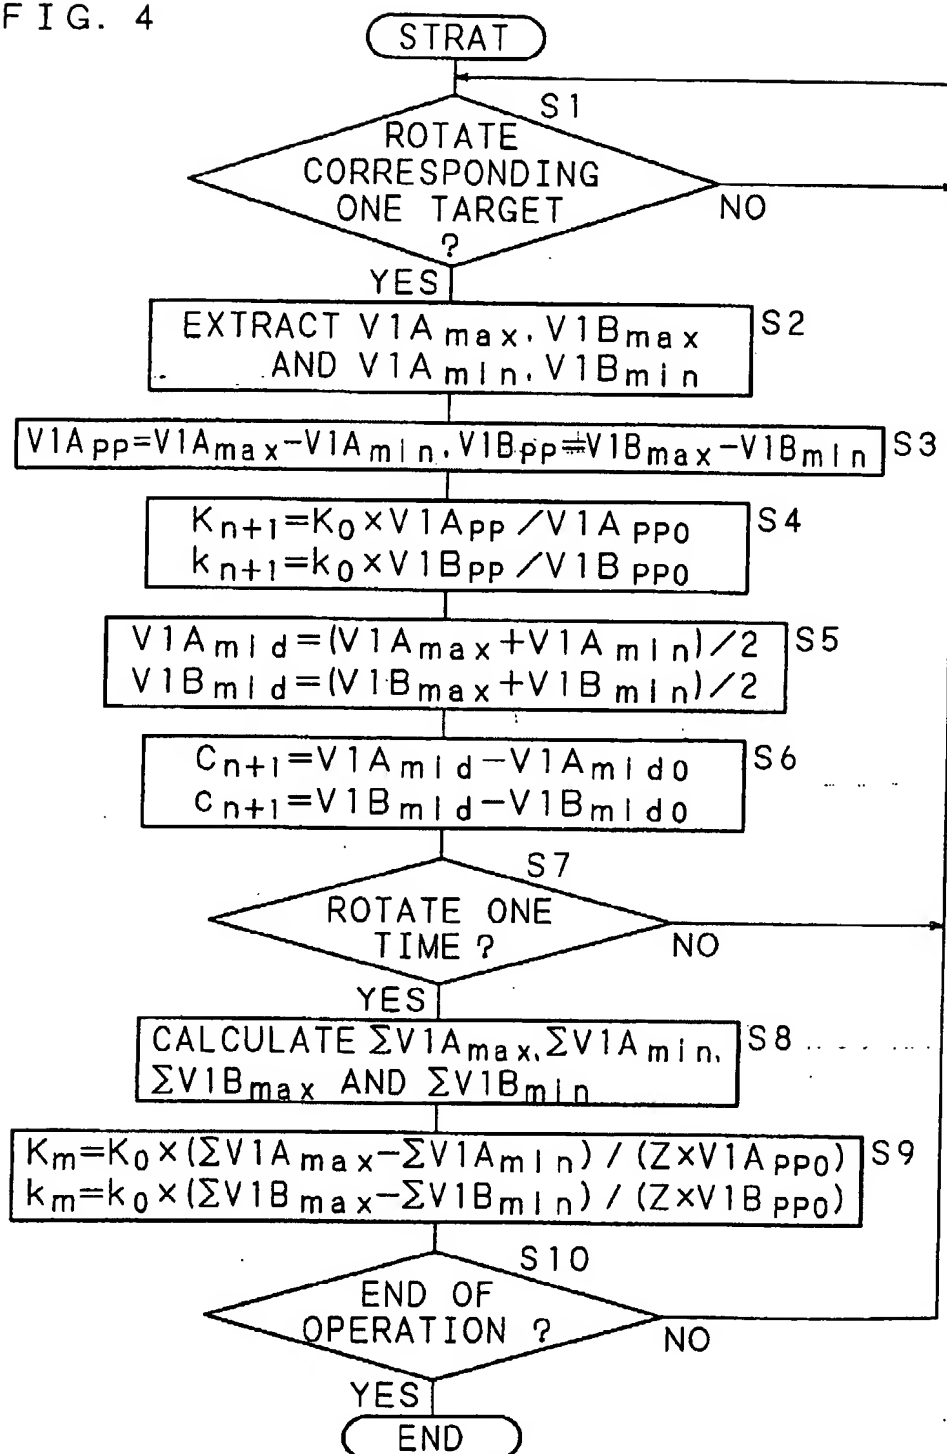 FIG. 4
STRAT
S1
ROTATE
CORRESPONDING
ONE TARGET
?
NO
YES
EXTRACT V1Amax, V1Bmax
AND V1Amin, V1Bmin
S2
V1App=V1Amax-V1Amin, V1Bpp=V1Bmax-V1Bmin
S3
Kn+1=K0×V1APP/V1APP0
kn+1=k0×V1BPP/V1BPP0
S4
V1Amid=(V1Amax+V1Amin)/2
V1Bmid=(V1Bmax+V1Bmin)/2
S5
Cn+1=V1Amid-V1Amid0
cn+1=V1Bmid-V1Bmid0
S6
S7
ROTATE ONE
TIME?
NO
YES
CALCULATE ΣV1Amax, ΣV1Amin,
ΣV1Bmax AND ΣV1Bmin
S8
Km=K0×(ΣV1Amax-ΣV1Amin)/(Z×V1APP0)
km=k0×(ΣV1Bmax-ΣV1Bmin)/(Z×V1BPP0)
S9
S10
END OF
OPERATION ?
NO
YES
END